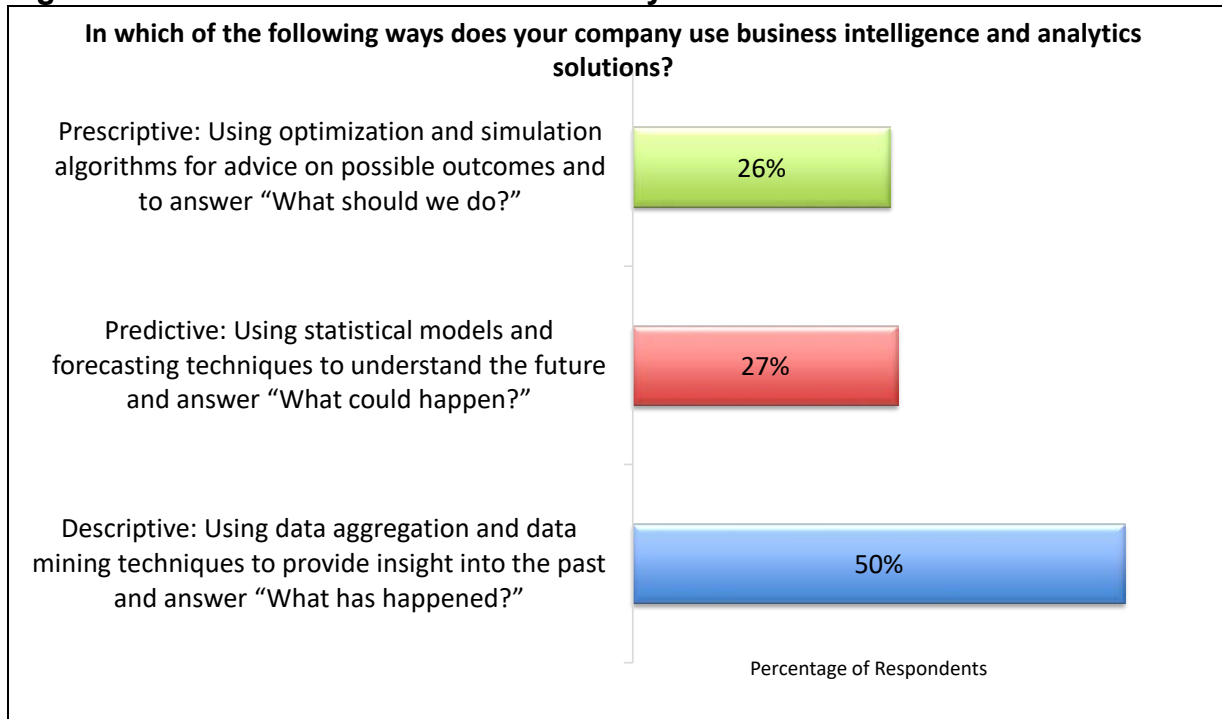 In which of the following ways does your company use business intelligence and analytics
solutions?
Prescriptive: Using optimization and simulation
algorithms for advice on possible outcomes and
to answer “What should we do?”
26%
Predictive: Using statistical models and
forecasting techniques to understand the future
and answer “What could happen?”
27%
Descriptive: Using data aggregation and data
mining techniques to provide insight into the past
and answer “What has happened?”
50%
Percentage of Respondents